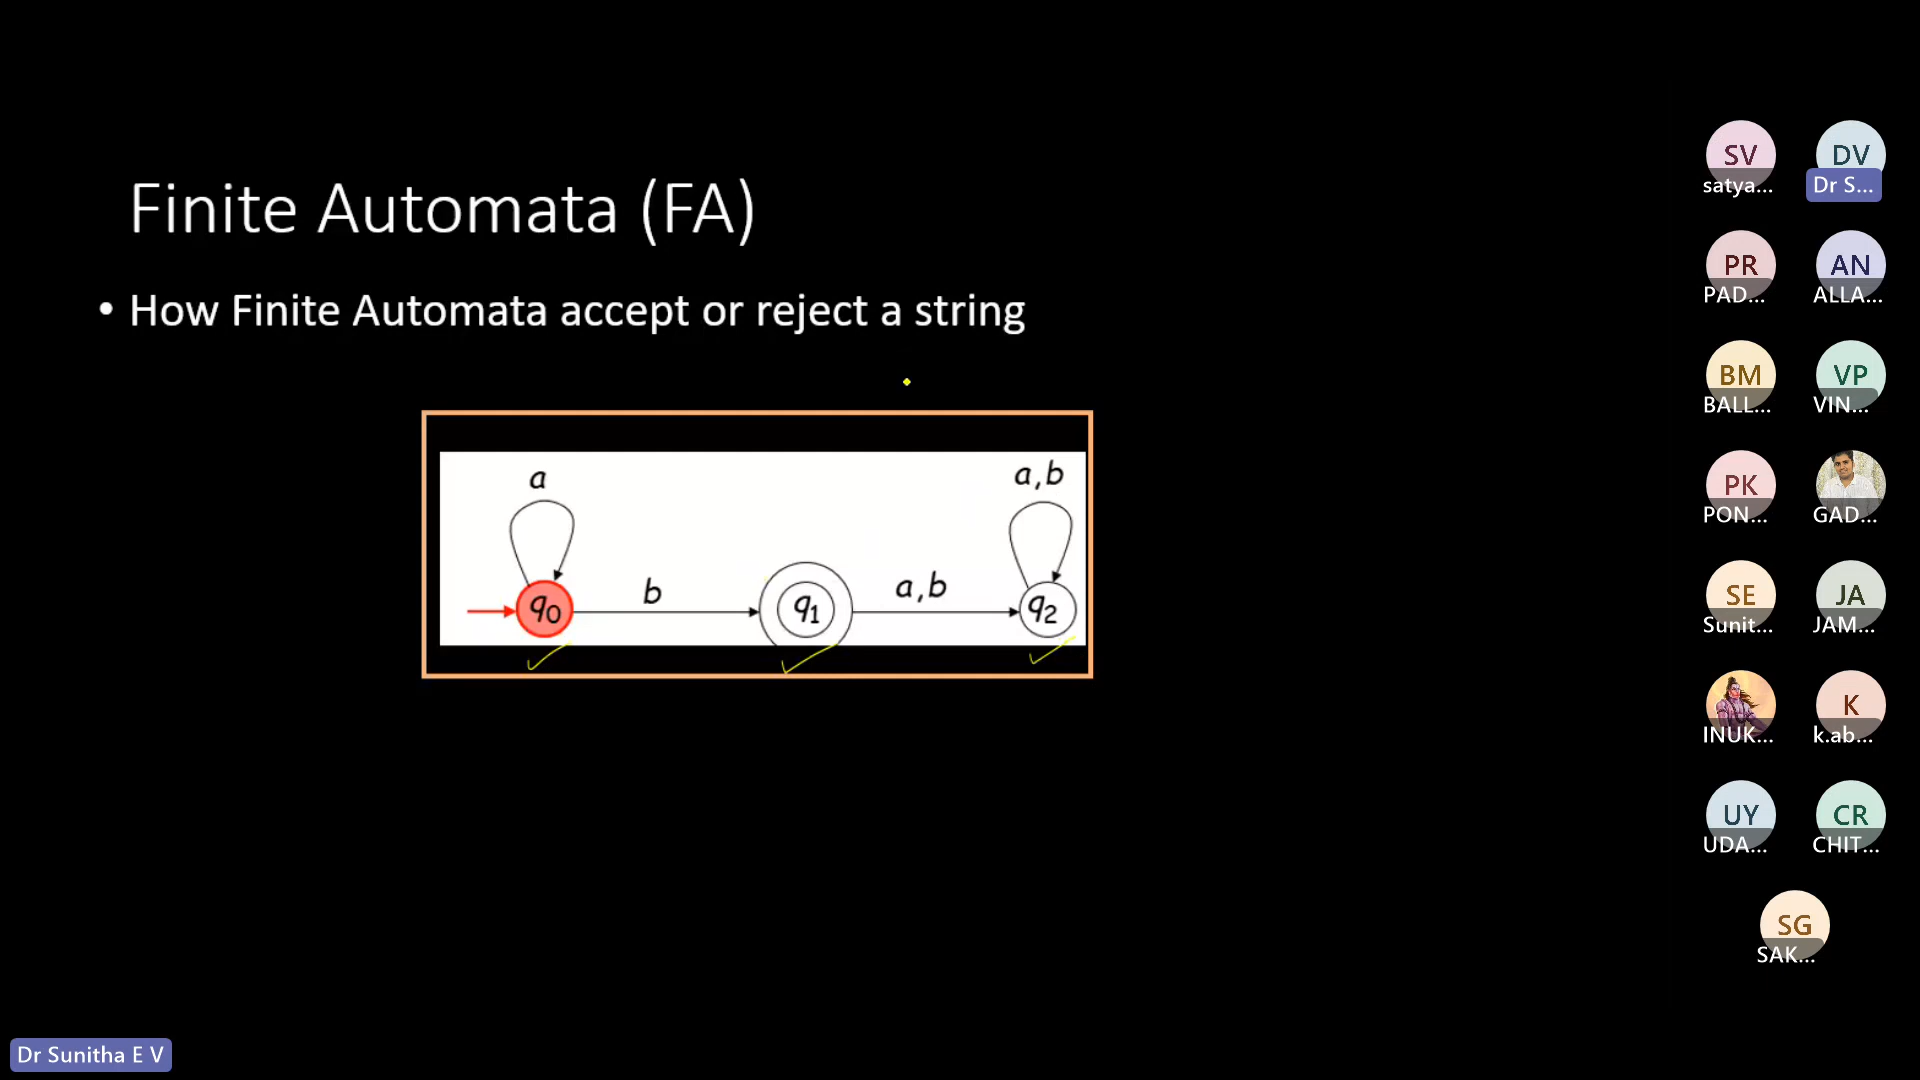 Finite Automata (FA)
• How Finite Automata accept or reject a string
a
a,b
b
a,b
q0
q1
q2
SV
DV
satya...
Dr S...
PR
AN
PAD...
ALLA...
BM
VP
BALL...
VIN...
PK
PON...
GAD...
SE
JA
Sunit...
JAM...
K
INUK...
k.ab...
UY
CR
UDA...
CHIT...
SG
SAK...
Dr Sunitha E V